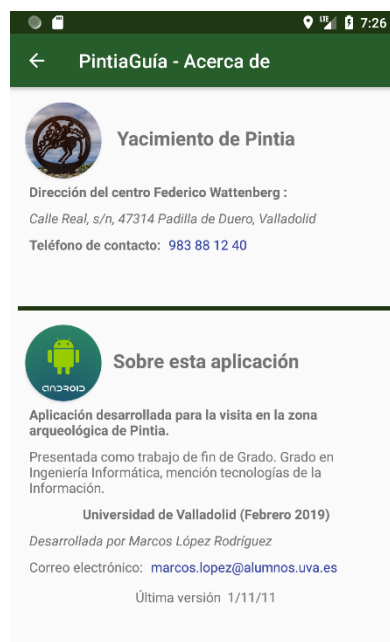 LTE 7:26
PintiaGuía - Acerca de
Yacimiento de Pintia
Dirección del centro Federico Wattenberg :
Calle Real, s/n, 47314 Padilla de Duero, Valladolid
Teléfono de contacto: 983 88 12 40
Sobre esta aplicación
ANDROID
Aplicación desarrollada para la visita en la zona
arqueológica de Pintia.
Presentada como trabajo de fin de Grado. Grado en
Ingeniería Informática, mención tecnologías de la
Información.
Universidad de Valladolid (Febrero 2019)
Desarrollada por Marcos López Rodríguez
Correo electrónico: marcos.lopez@alumnos.uva.es
Última versión 1/11/11